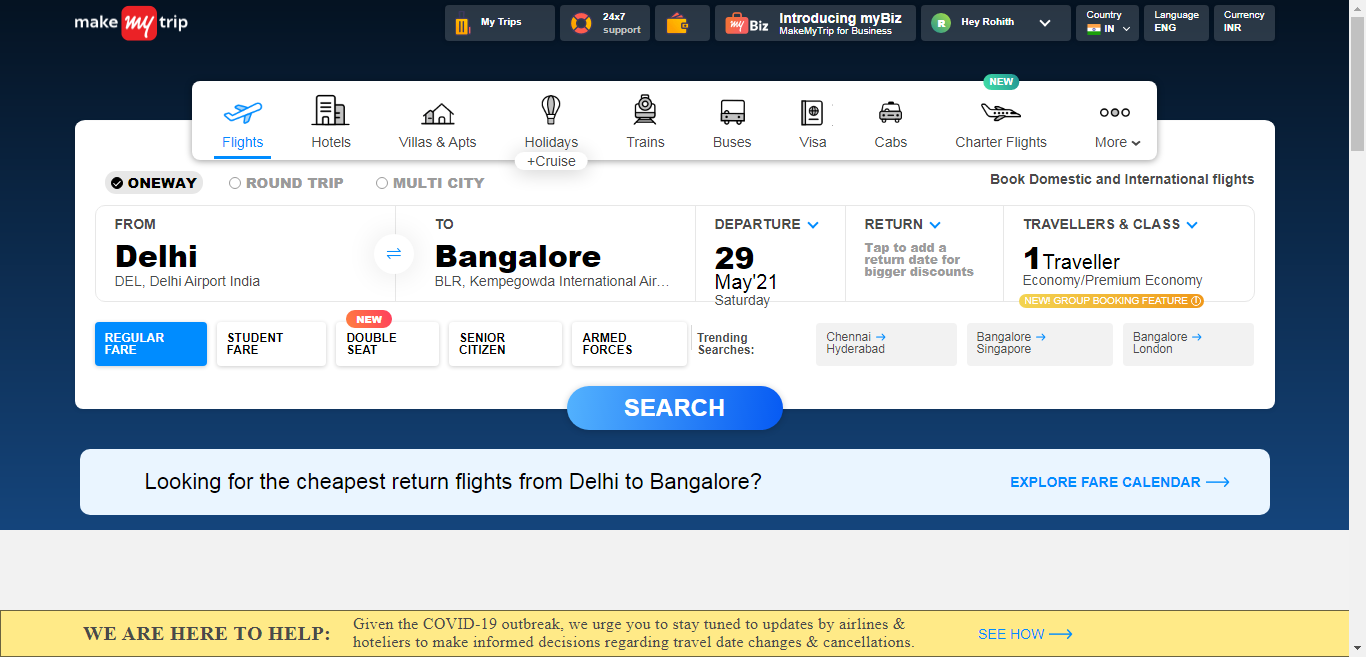 make my trip
My Trips
24x7
support
my Biz
Introducing myBiz
MakeMyTrip for Business
R
Hey Rohith
Country
IN
Language
ENG
Currency
INR
NEW
Flights
Hotels
Villas & Apts
Holidays
+Cruise
Trains
Buses
Visa
Cabs
Charter Flights
More
ONEWAY
ROUND TRIP
MULTI CITY
Book Domestic and International flights
FROM
Delhi
DEL, Delhi Airport India
TO
Bangalore
BLR, Kempegowda International Air...
DEPARTURE
29
May'21
Saturday
RETURN
Tap to add a
return date for
bigger discounts
TRAVELLERS & CLASS
1 Traveller
Economy/Premium Economy
NEW GROUP BOOKING FEATURE
REGULAR
FARE
STUDENT
FARE
NEW
DOUBLE
SEAT
SENIOR
CITIZEN
ARMED
FORCES
Trending
Searches:
Chennai →
Hyderabad
Bangalore →
Singapore
Bangalore →
London
SEARCH
Looking for the cheapest return flights from Delhi to Bangalore?
EXPLORE FARE CALENDAR
WE ARE HERE TO HELP:
Given the COVID-19 outbreak, we urge you to stay tuned to updates by airlines &
hoteliers to make informed decisions regarding travel date changes & cancellations.
SEE HOW